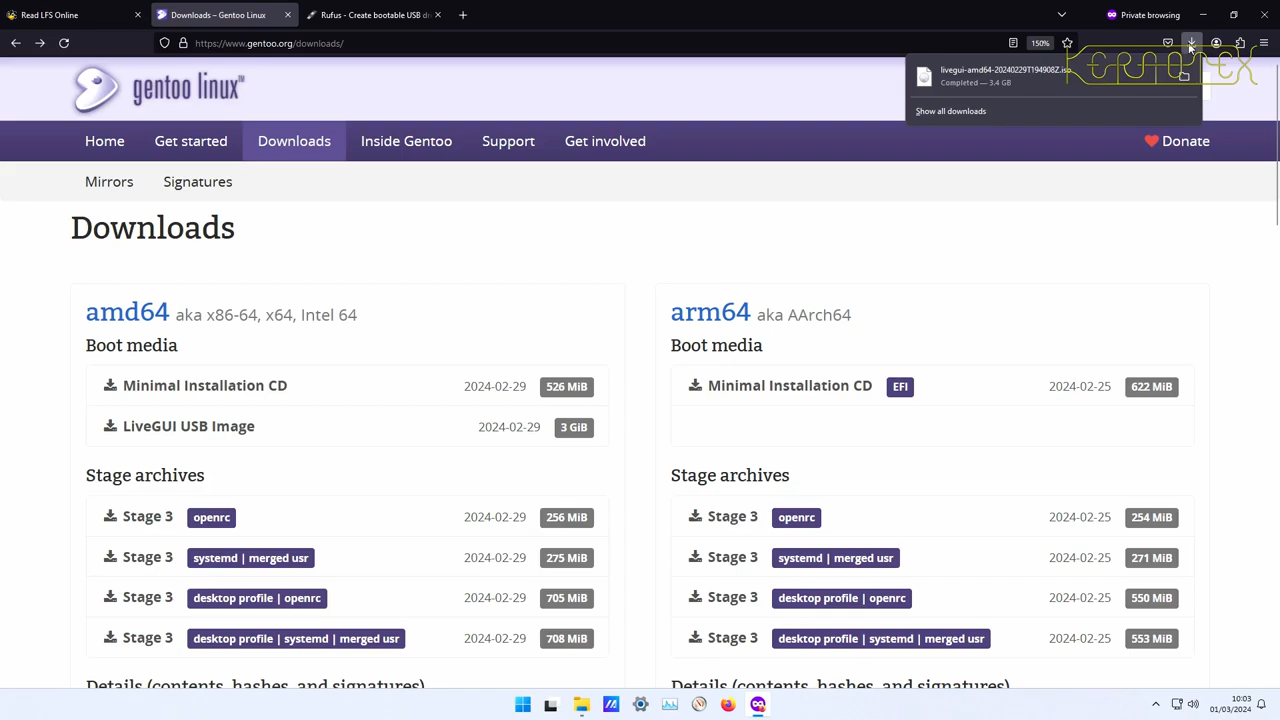 Read LFS Online
Downloads – Gentoo Linux
Rufus - Create bootable USB dri
Private browsing
https://www.gentoo.org/downloads/
150%
gentoo linux™
livegui-amd64-20240229T194908Z.iso
Completed — 3.4 GB
Show all downloads
KERNOTEX
Home
Get started
Downloads
Inside Gentoo
Support
Get involved
Donate
Mirrors
Signatures
Downloads
amd64 aka x86-64, x64, Intel 64
Boot media
Minimal Installation CD 2024-02-29 526 MiB
LiveGUI USB Image 2024-02-29 3 GiB
Stage archives
Stage 3 openrc 2024-02-29 256 MiB
Stage 3 systemd | merged usr 2024-02-29 275 MiB
Stage 3 desktop profile | openrc 2024-02-29 705 MiB
Stage 3 desktop profile | systemd | merged usr 2024-02-29 708 MiB
Details (contents, hashes, and signatures)
arm64 aka AArch64
Boot media
Minimal Installation CD EFI 2024-02-25 622 MiB
Stage archives
Stage 3 openrc 2024-02-25 254 MiB
Stage 3 systemd | merged usr 2024-02-25 271 MiB
Stage 3 desktop profile | openrc 2024-02-25 550 MiB
Stage 3 desktop profile | systemd | merged usr 2024-02-25 553 MiB
Details (contents, hashes, and signatures)
10:03
01/03/2024